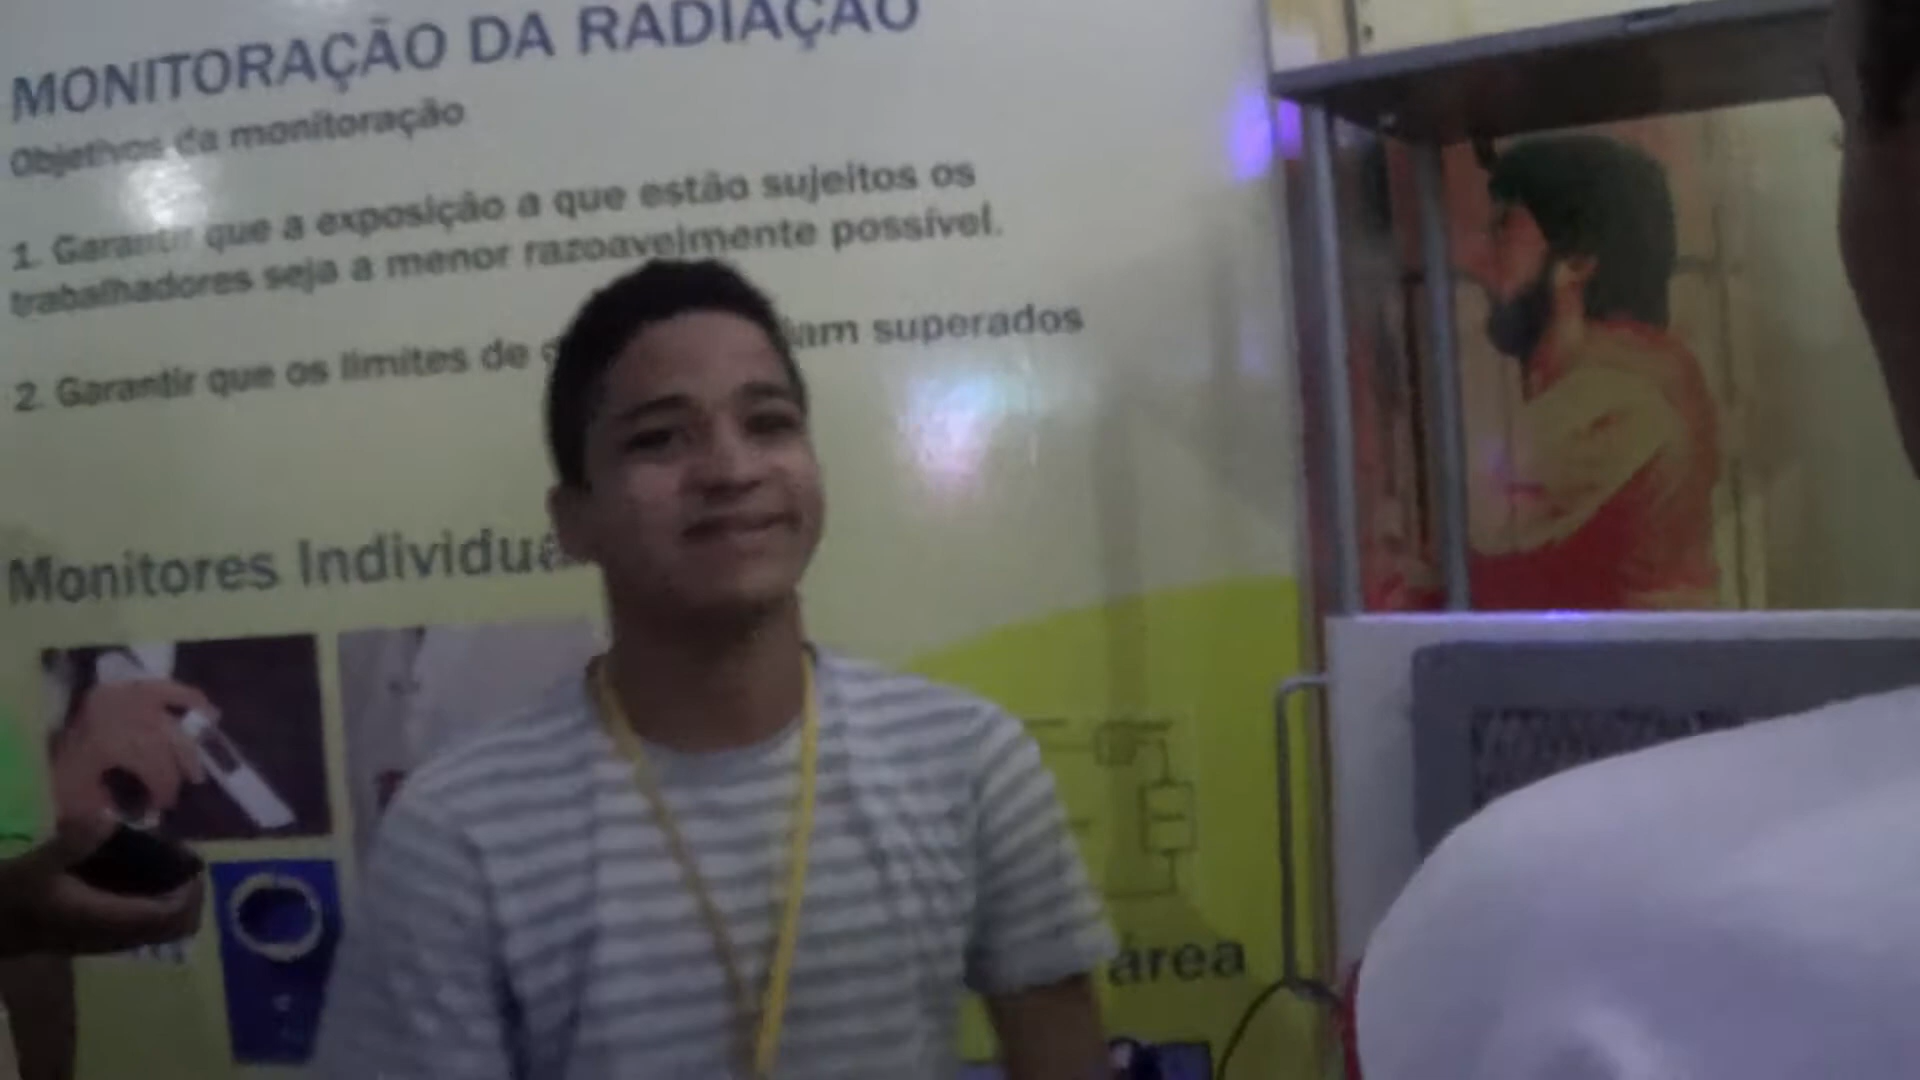 MONITORAÇÃO DA RADIAÇÃO
Objetivos da monitoração
1. Garantir que a exposição a que estão sujeitos os
trabalhadores seja a menor razoavelmente possível.
2. Garantir que os limites de superados
Monitores
área